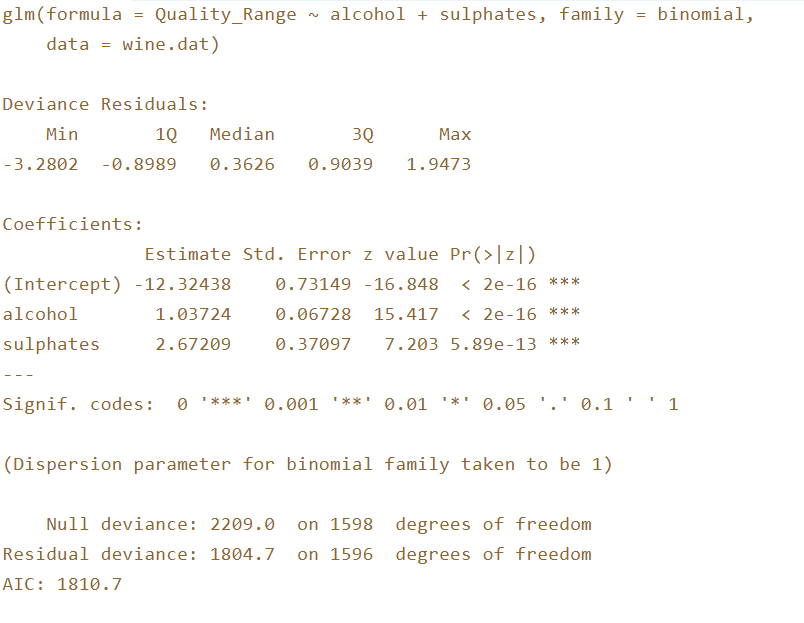 glm(formula = Quality_Range ~ alcohol + sulphates, family = binomial,
    data = wine.dat)

Deviance Residuals:
    Min       1Q   Median       3Q      Max
-3.2802  -0.8989   0.3626   0.9039   1.9473

Coefficients:
             Estimate Std. Error z value Pr(>|z|)
(Intercept) -12.32438    0.73149 -16.848  < 2e-16 ***
alcohol       1.03724    0.06728  15.417  < 2e-16 ***
sulphates     2.67209    0.37097   7.203 5.89e-13 ***
---
Signif. codes:  0 '***' 0.001 '**' 0.01 '*' 0.05 '.' 0.1 ' ' 1

(Dispersion parameter for binomial family taken to be 1)

    Null deviance: 2209.0  on 1598  degrees of freedom
Residual deviance: 1804.7  on 1596  degrees of freedom
AIC: 1810.7